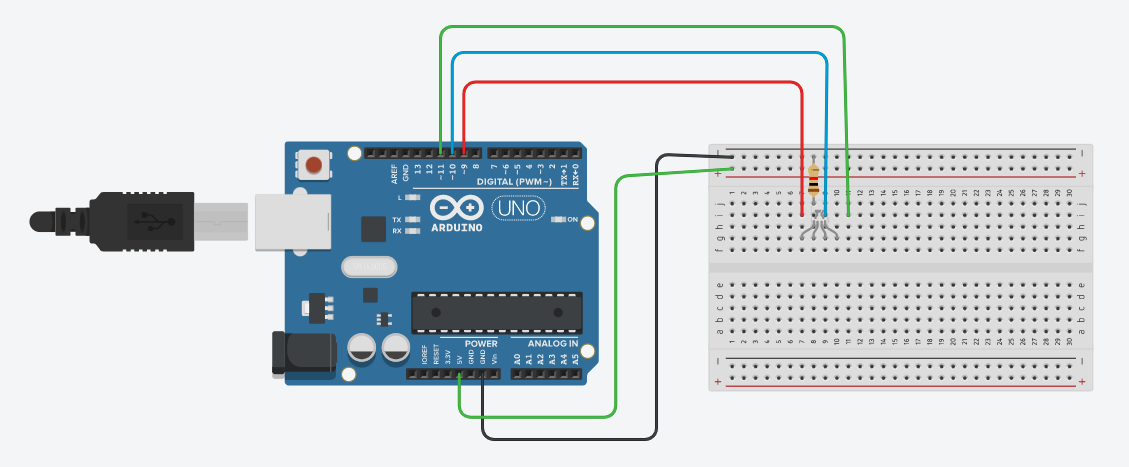 AREF
GND
13
12
~11
~10
~9
8
7
~6
~5
4
~3
2
TX→1
RX←0
DIGITAL (PWM~)
L
TX
RX
ARDUINO
UNO
ON
POWER
ANALOG IN
IOREF
RESET
3.3V
5V
GND
GND
Vin
A0
A1
A2
A3
A4
A5
− −
+ +
1 2 3 4 5 6 7 8 9 10 11 12 13 14 15 16 17 18 19 20 21 22 23 24 25 26 27 28 29 30
j j
i i
h h
g g
f f
e e
d d
c c
b b
a a
1 2 3 4 5 6 7 8 9 10 11 12 13 14 15 16 17 18 19 20 21 22 23 24 25 26 27 28 29 30
− −
+ +